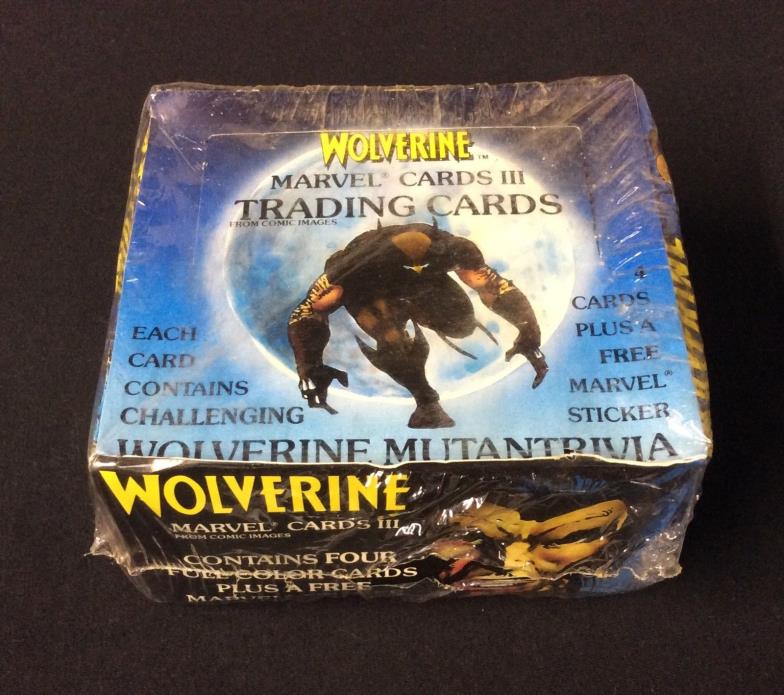 WOLVERINE™
MARVEL® CARDS III
TRADING CARDS
FROM COMIC IMAGES
EACH
CARD
CONTAINS
CHALLENGING
4
CARDS
PLUS A
FREE
MARVEL®
STICKER
WOLVERINE MUTANTRIVIA
WOLVERINE
MARVEL® CARDS III
FROM COMIC IMAGES
CONTAINS FOUR
FULL COLOR CARDS
PLUS A FREE